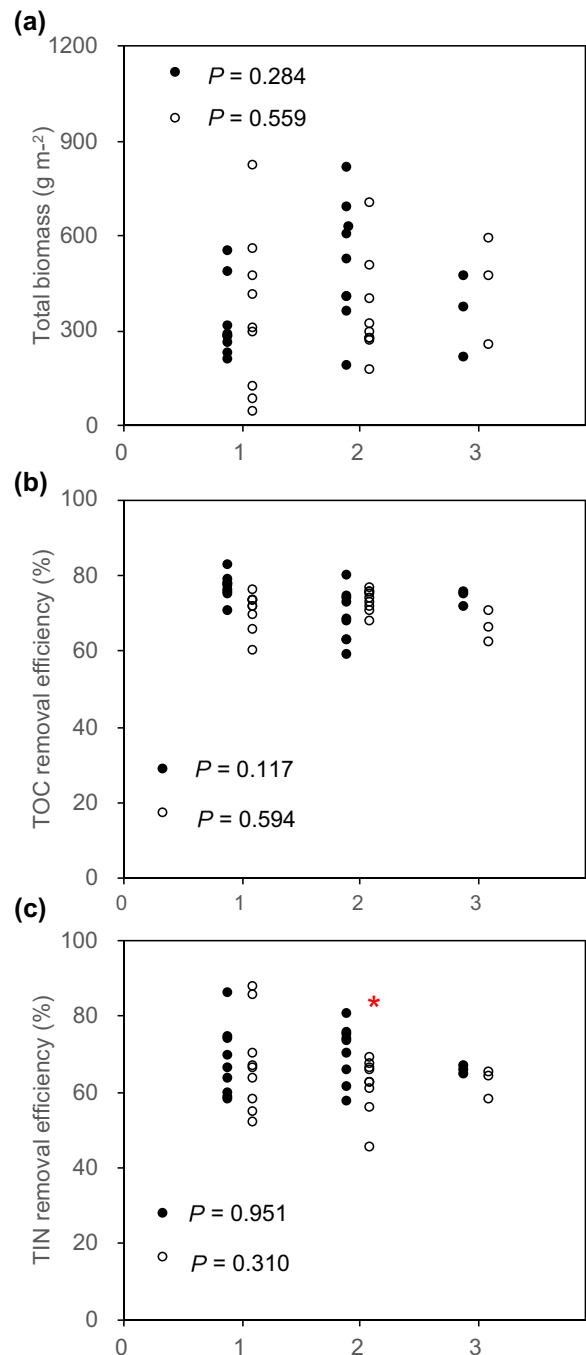 (a)
1200
900
600
300
0
Total biomass (g m-2)
P = 0.284
P = 0.559
0 1 2 3
(b)
100
80
60
40
20
0
TOC removal efficiency (%)
P = 0.117
P = 0.594
0 1 2 3
(c)
100
80
60
40
20
0
TIN removal efficiency (%)
*
P = 0.951
P = 0.310
0 1 2 3